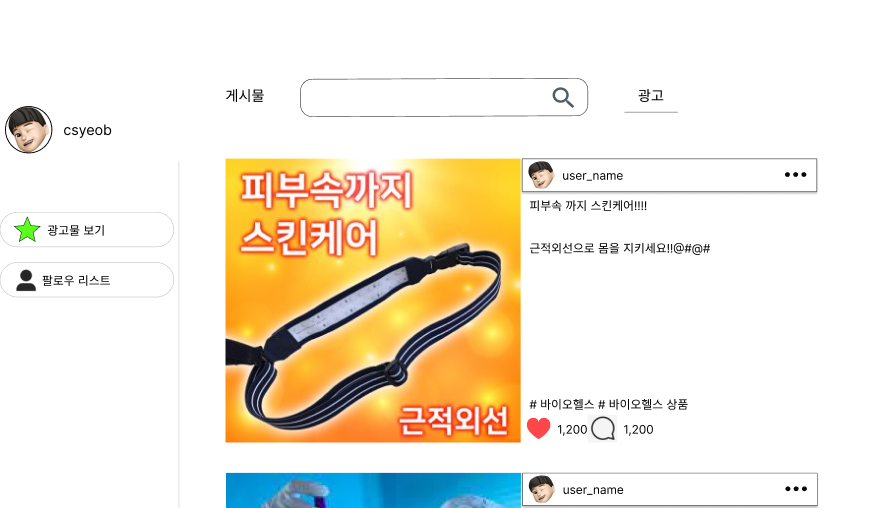 게시물
광고
csyeob
광고물 보기
팔로우 리스트
피부속까지
스킨케어
근적외선
user_name
피부속 까지 스킨케어!!!!
근적외선으로 몸을 지키세요!!@#@#
# 바이오헬스 # 바이오헬스 상품
1,200 1,200
user_name